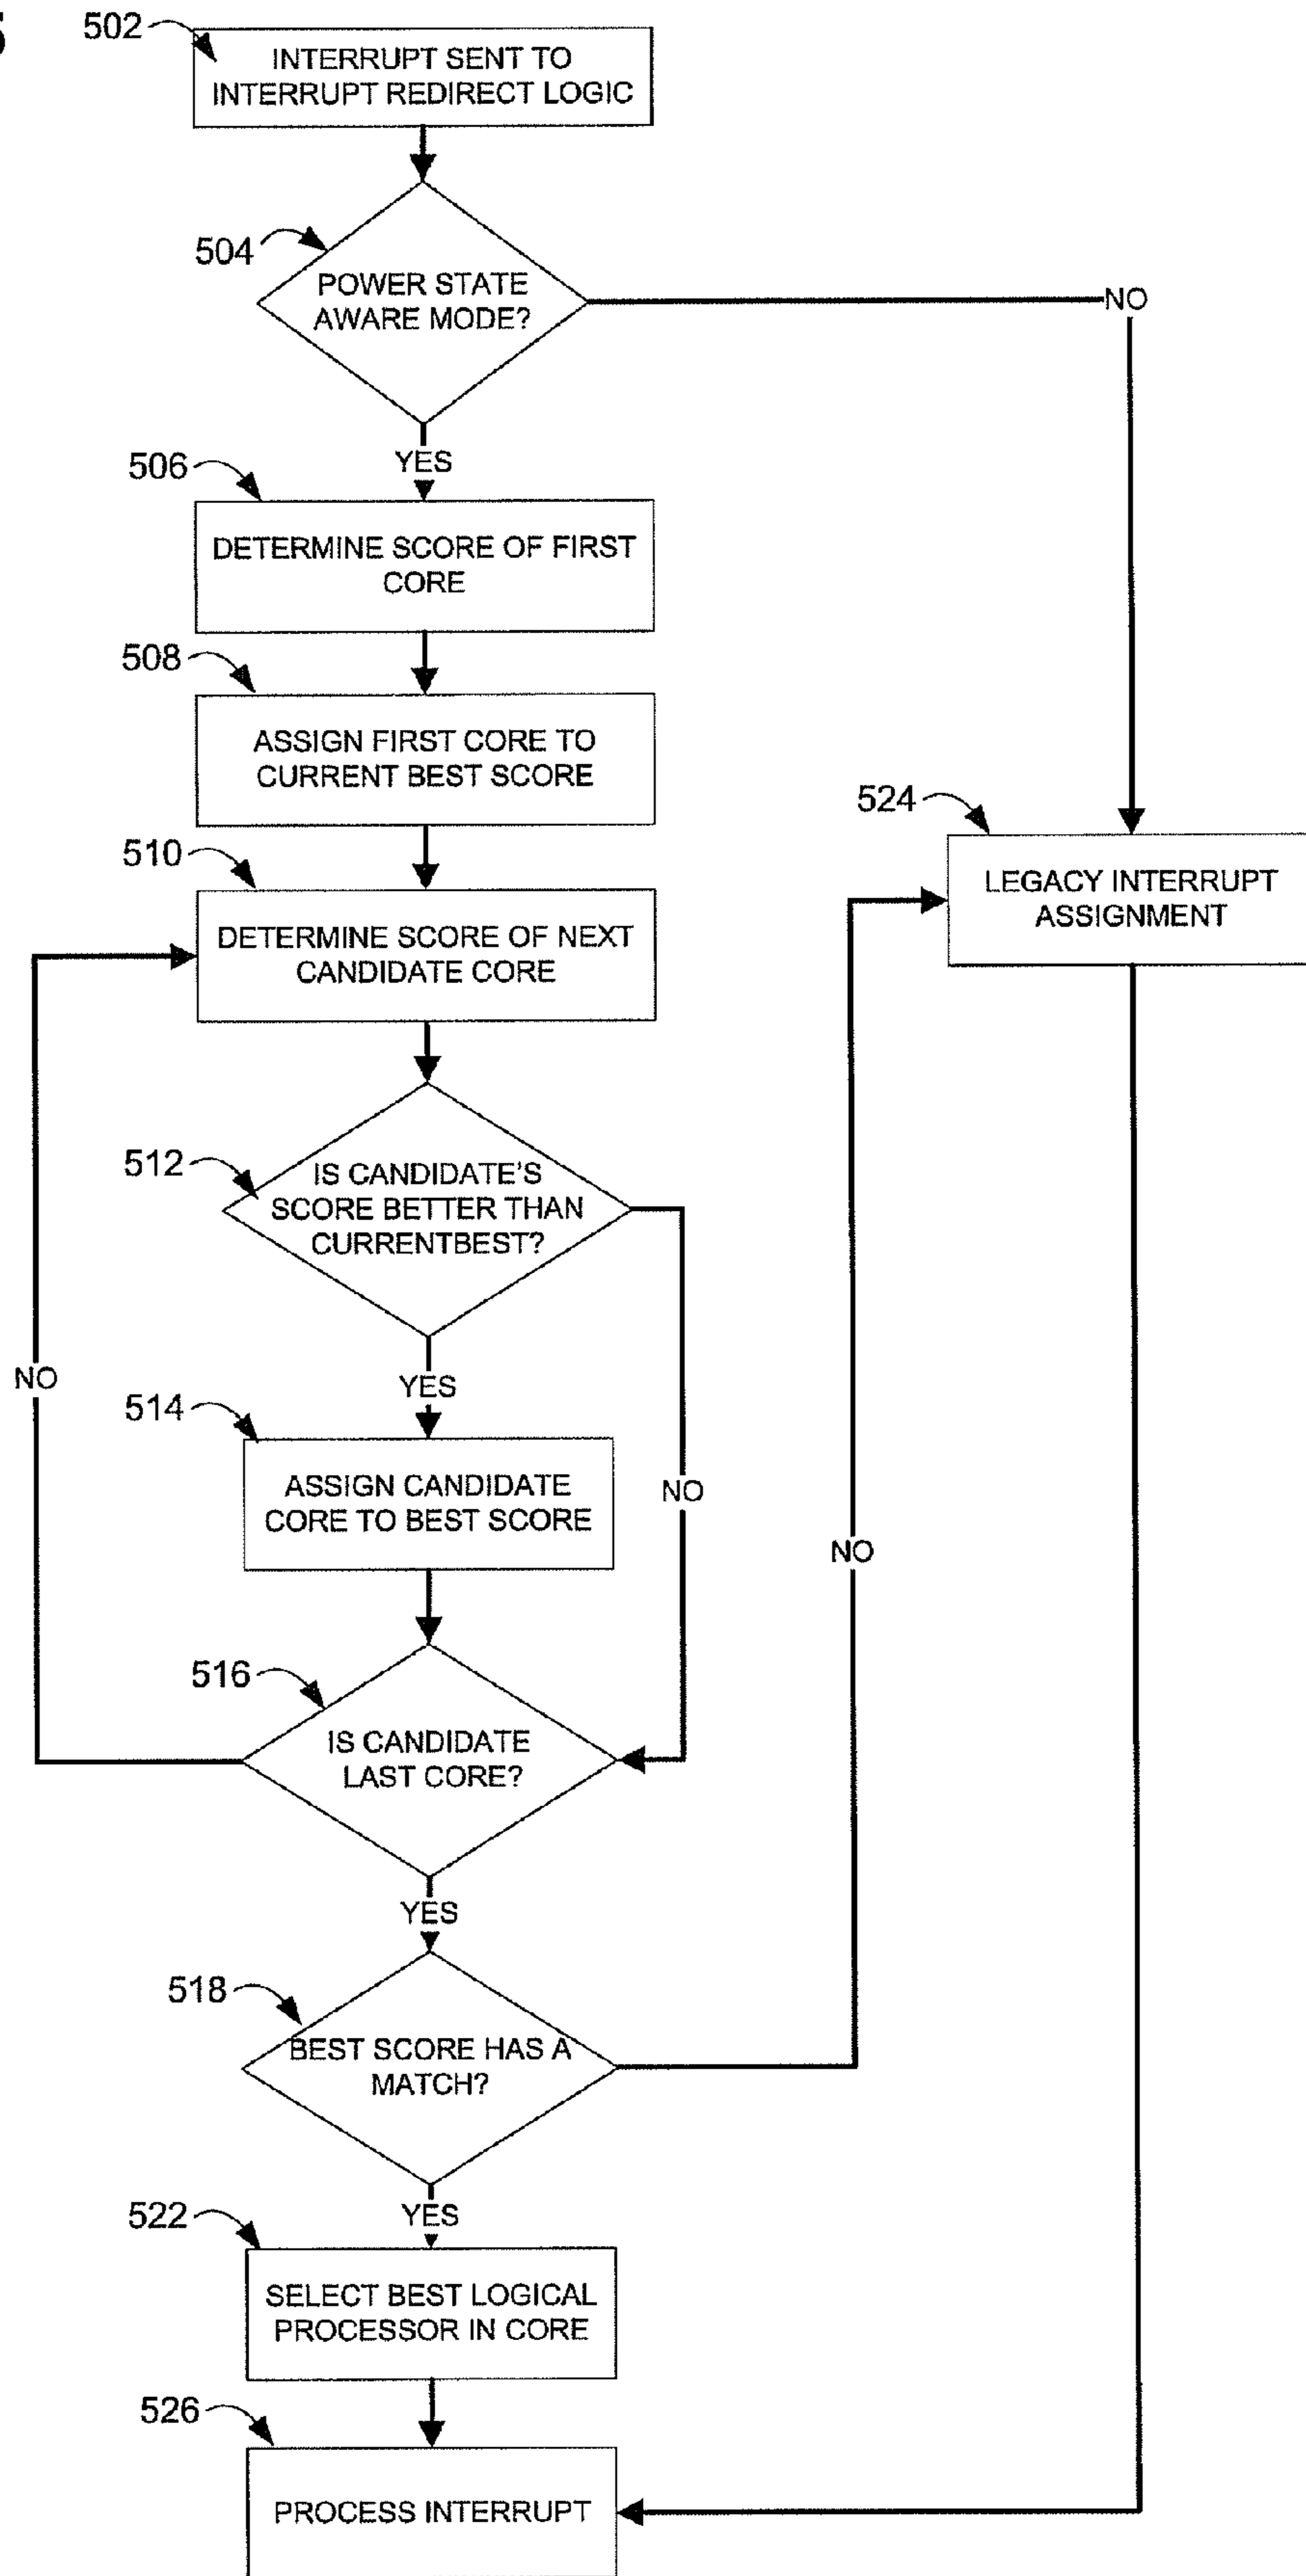 5
502
INTERRUPT SENT TO
INTERRUPT REDIRECT LOGIC
504
POWER STATE
AWARE MODE?
NO
YES
506
DETERMINE SCORE OF FIRST
CORE
508
ASSIGN FIRST CORE TO
CURRENT BEST SCORE
524
LEGACY INTERRUPT
ASSIGNMENT
510
DETERMINE SCORE OF NEXT
CANDIDATE CORE
512
IS CANDIDATE'S
SCORE BETTER THAN
CURRENTBEST?
NO
YES
514
ASSIGN CANDIDATE
CORE TO BEST SCORE
NO
NO
516
IS CANDIDATE
LAST CORE?
YES
518
BEST SCORE HAS A
MATCH?
YES
522
SELECT BEST LOGICAL
PROCESSOR IN CORE
526
PROCESS INTERRUPT